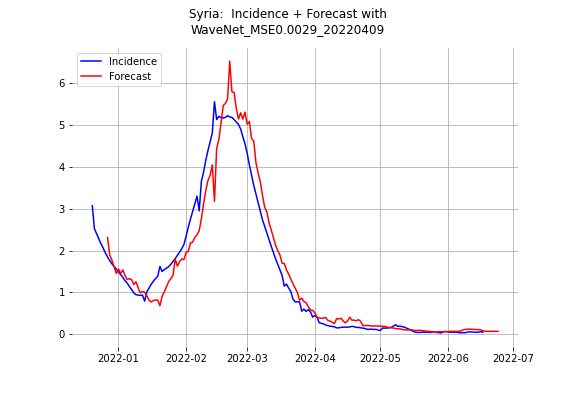 Syria: Incidence + Forecast with
WaveNet_MSE0.0029_20220409
Incidence
Forecast
6
5
4
3
2
1
0
2022-01 2022-02 2022-03 2022-04 2022-05 2022-06 2022-07